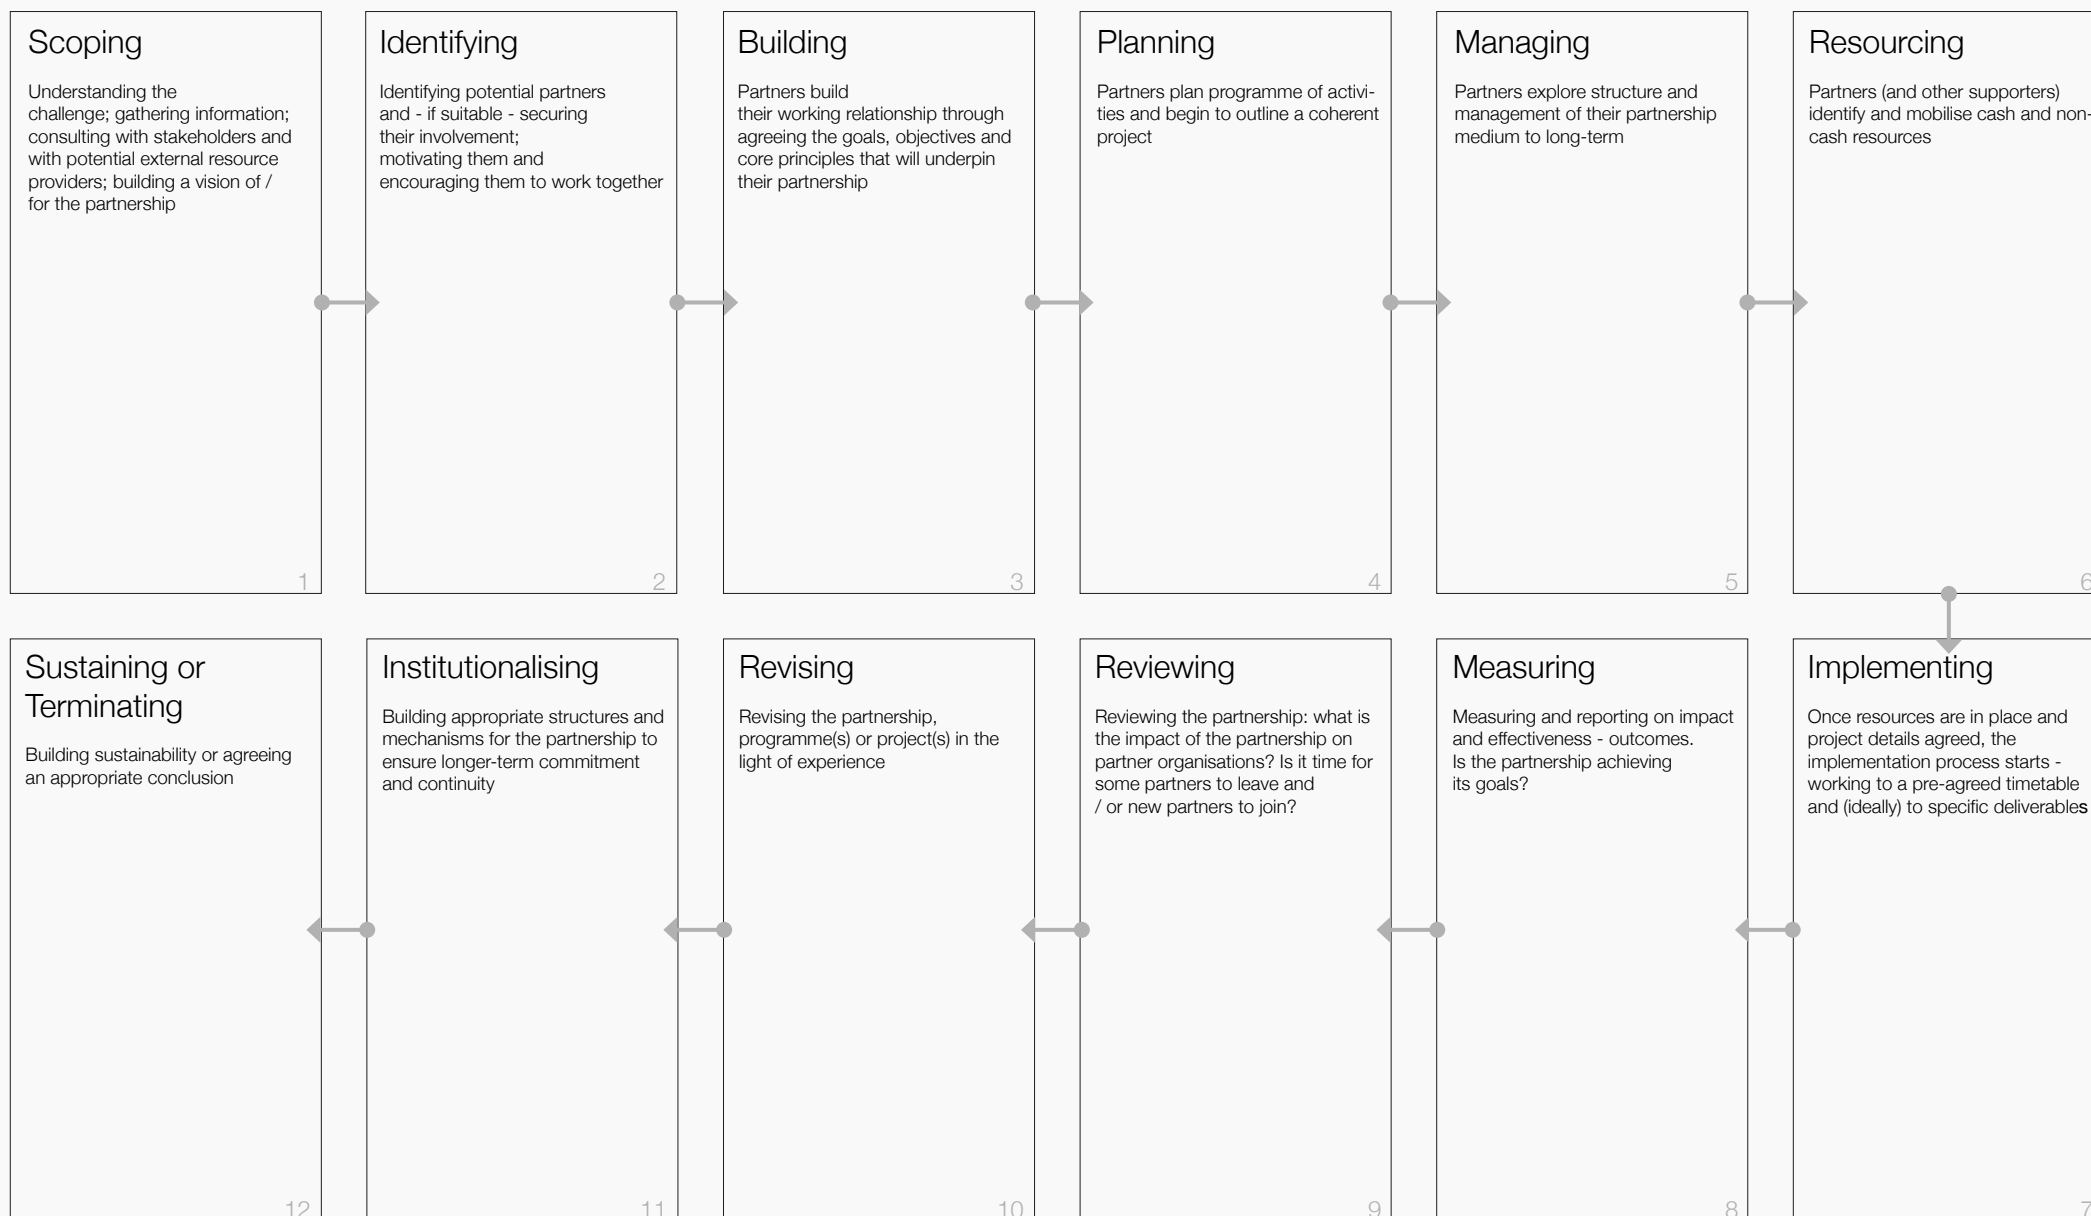 Scoping
Understanding the
challenge; gathering information;
consulting with stakeholders and
with potential external resource
providers; building a vision of /
for the partnership
1
Identifying
Identifying potential partners
and - if suitable - securing
their involvement;
motivating them and
encouraging them to work together
2
Building
Partners build
their working relationship through
agreeing the goals, objectives and
core principles that will underpin
their partnership
3
Planning
Partners plan programme of activi-
ties and begin to outline a coherent
project
4
Managing
Partners explore structure and
management of their partnership
medium to long-term
5
Resourcing
Partners (and other supporters)
identify and mobilise cash and non-
cash resources
6
Implementing
Once resources are in place and
project details agreed, the
implementation process starts -
working to a pre-agreed timetable
and (ideally) to specific deliverables
7
Measuring
Measuring and reporting on impact
and effectiveness - outcomes.
Is the partnership achieving
its goals?
8
Reviewing
Reviewing the partnership: what is
the impact of the partnership on
partner organisations? Is it time for
some partners to leave and
/ or new partners to join?
9
Revising
Revising the partnership,
programme(s) or project(s) in the
light of experience
10
Institutionalising
Building appropriate structures and
mechanisms for the partnership to
ensure longer-term commitment
and continuity
11
Sustaining or
Terminating
Building sustainability or agreeing
an appropriate conclusion
12